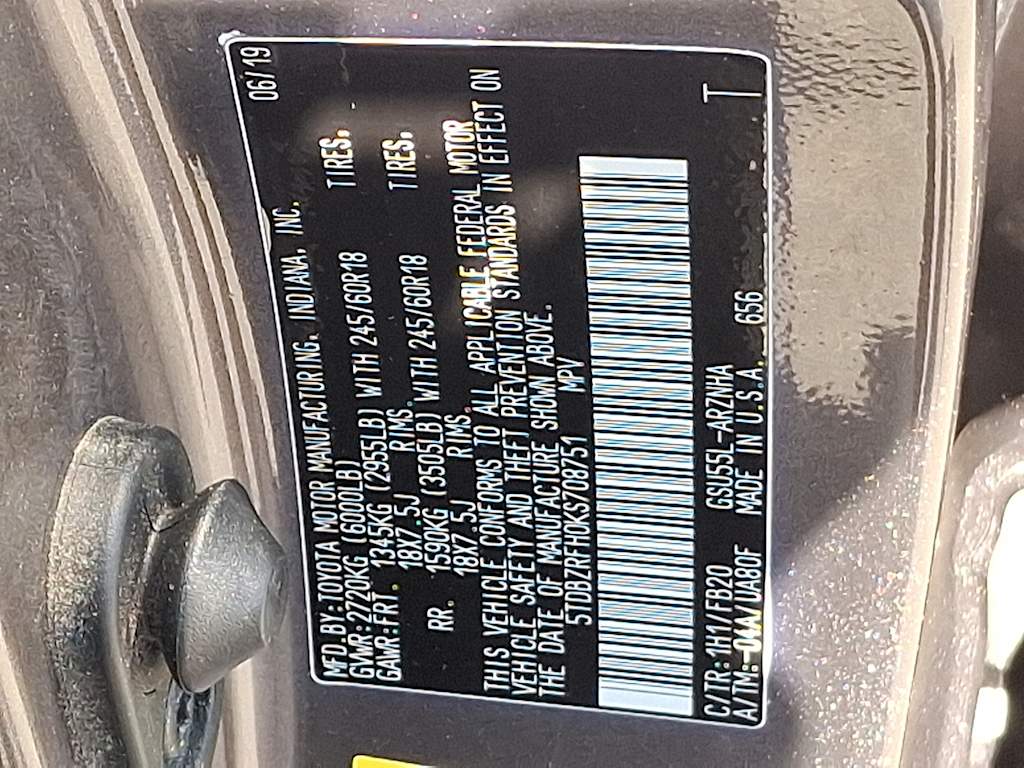 MFD.BY:TOYOTA MOTOR MANUFACTURING, INDIANA, INC. 06/19
GVWR:2720KG (6000LB)
GAWR:FRT. 1345KG (2955LB) WITH 245/60R18 TIRES,
18X7.5J RIMS.
RR. 1590KG (3505LB) WITH 245/60R18 TIRES,
18X7.5J RIMS.
THIS VEHICLE CONFORMS TO ALL APPLICABLE FEDERAL MOTOR
VEHICLE SAFETY AND THEFT PREVENTION STANDARDS IN EFFECT ON
THE DATE OF MANUFACTURE SHOWN ABOVE.
5TDBZRFH0KS708751 MPV
C/TR:1H1/FB20 GSU55L-ARZNHA T
A/TM:-04A/UA80F MADE IN U.S.A. 656